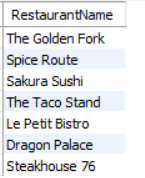 RestaurantName
The Golden Fork
Spice Route
Sakura Sushi
The Taco Stand
Le Petit Bistro
Dragon Palace
Steakhouse 76